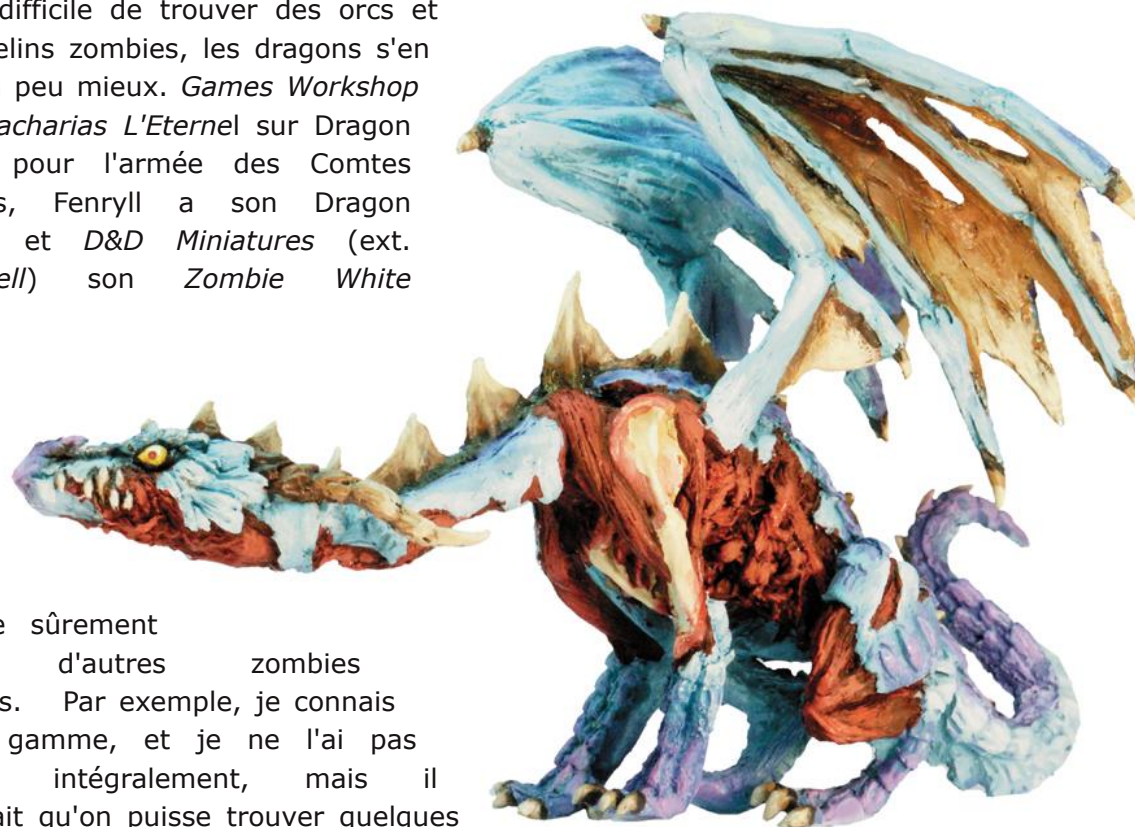 difficile de trouver des orcs et
elins zombies, les dragons s'en
peu mieux. Games Workshop
acharias L'Eternel sur Dragon
pour l'armée des Comtes
s, Fenryll a son Dragon
et D&D Miniatures (ext.
ell) son Zombie White
e sûrement
d'autres zombies
s. Par exemple, je connais
gamme, et je ne l'ai pas
intégralement, mais il
ait qu'on puisse trouver quelques